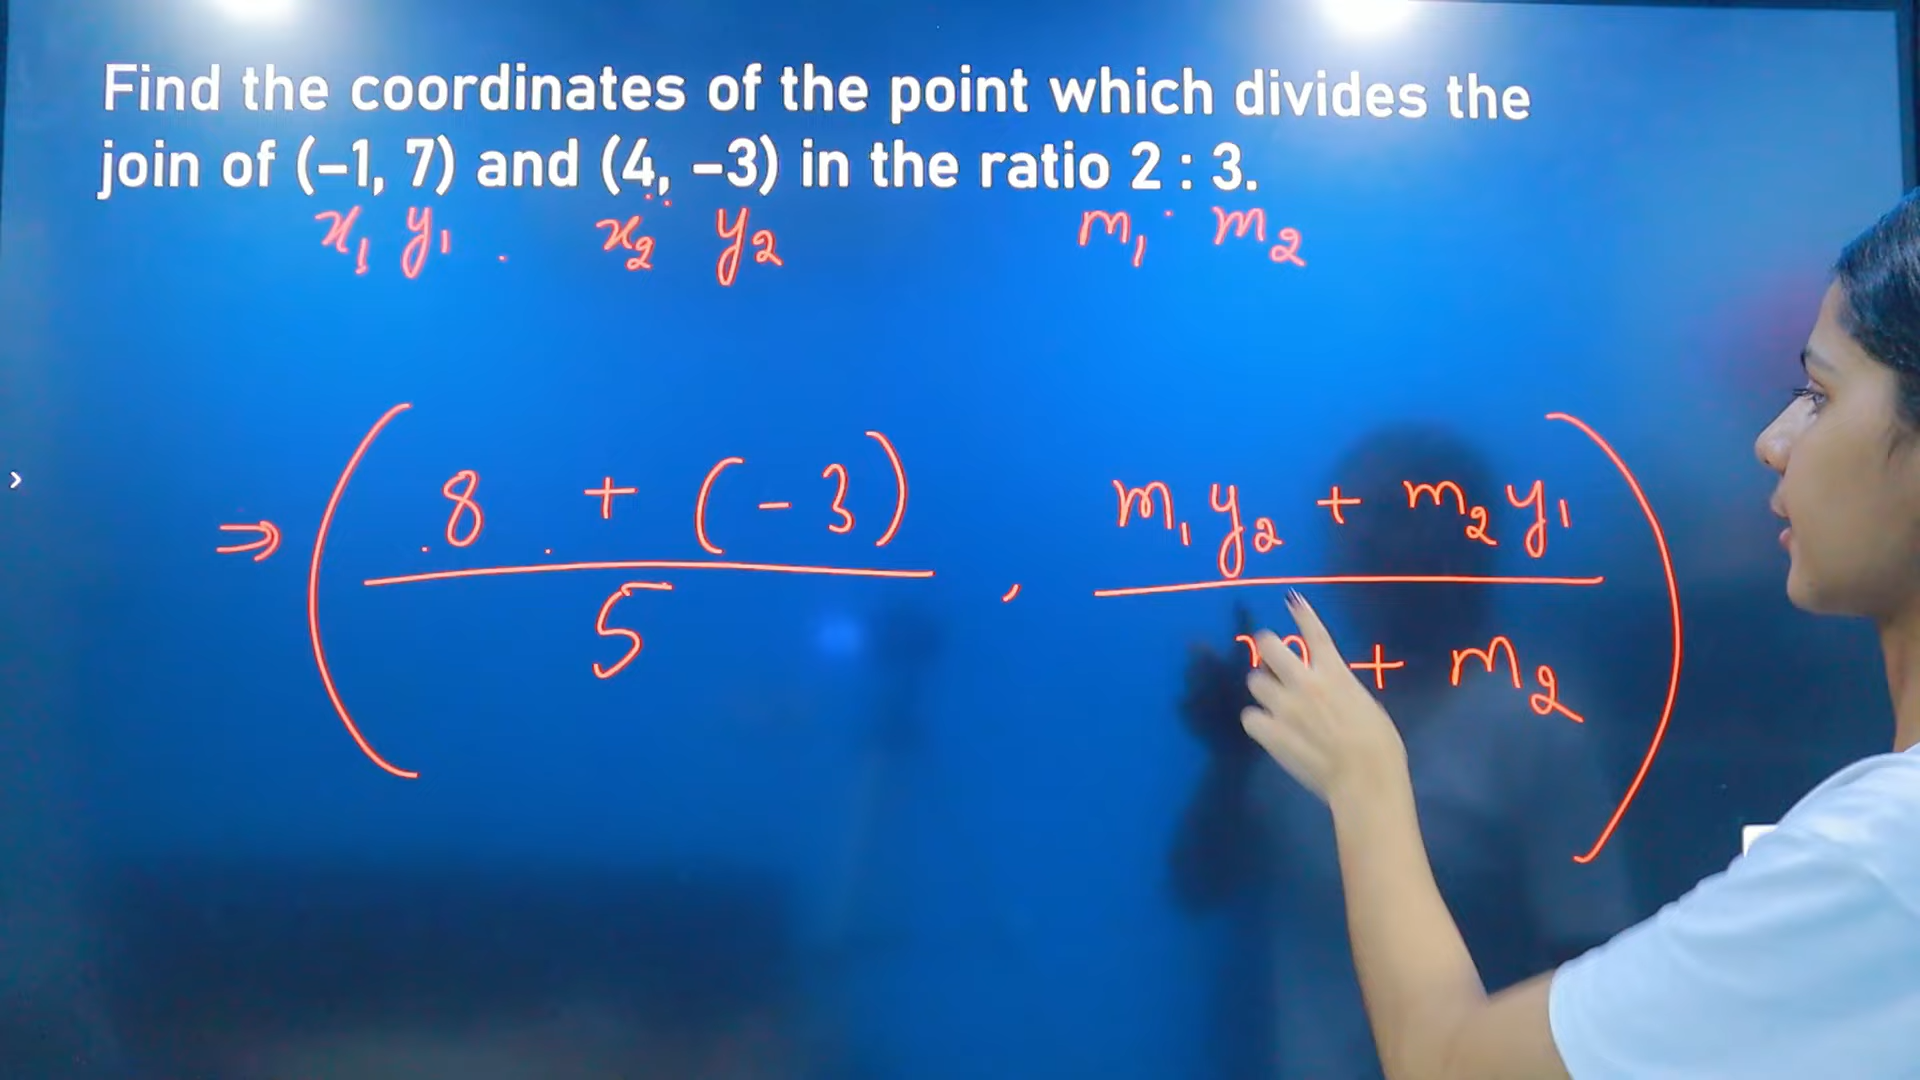 Find the coordinates of the point which divides the
join of (–1, 7) and (4, –3) in the ratio 2 : 3.
x₁ y₁ x₂ y₂ m₁ : m₂
⇒ ( 8 + (-3) / 5 , m₁y₂ + m₂y₁ / m + m₂ )